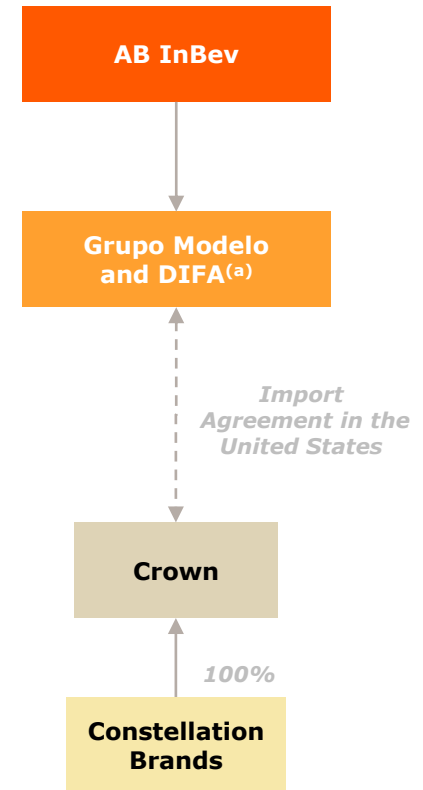 AB InBev
Grupo Modelo
and DIFA(a)
Import
Agreement in the
United States
Crown
100%
Constellation
Brands